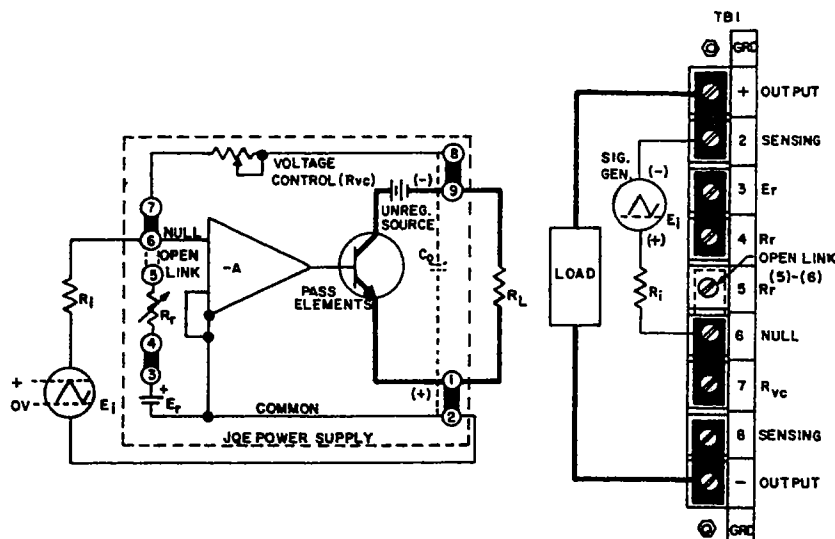 TB1
GRD
+ OUTPUT
2 SENSING
3 Er
4 Rr
OPEN LINK
(5)-(6)
5 Rr
6 NULL
7 Rvc
8 SENSING
- OUTPUT
GRD
SIG.
GEN.
(-)
Ei
(+)
Ri
LOAD
8
VOLTAGE
CONTROL (Rvc)
(-)
9
UNREG.
SOURCE
7
6
NULL
OPEN
LINK
5
-A
Co
PASS ELEMENTS
RL
Ri
Rr
4
3
+
Er
1
(+)
COMMON
2
+
0V
Ei
JQE POWER SUPPLY